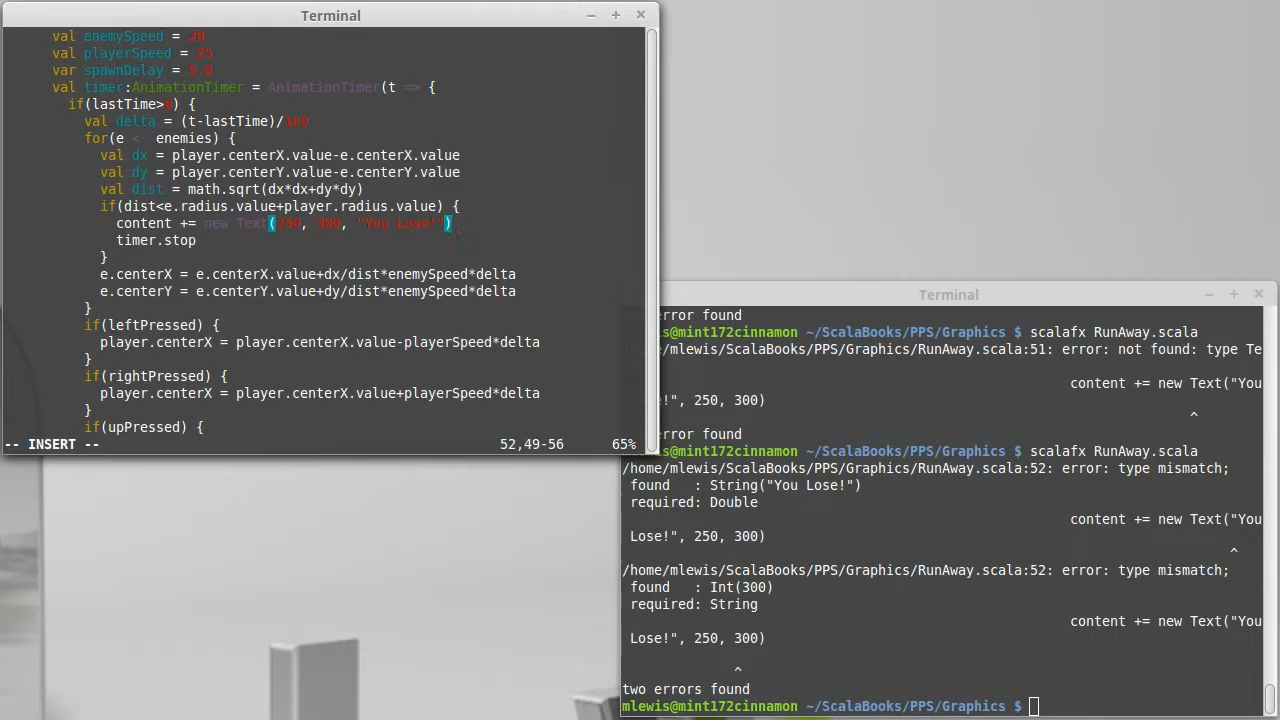 Terminal
val enemySpeed = 20
val playerSpeed = 25
var spawnDelay = 5.0
val timer:AnimationTimer = AnimationTimer(t => {
if(lastTime>0) {
val delta = (t-lastTime)/1e9
for(e <- enemies) {
val dx = player.centerX.value-e.centerX.value
val dy = player.centerY.value-e.centerY.value
val dist = math.sqrt(dx*dx+dy*dy)
if(dist<e.radius.value+player.radius.value) {
content += new Text(250, 300, "You Lose!")
timer.stop
}
e.centerX = e.centerX.value+dx/dist*enemySpeed*delta
e.centerY = e.centerY.value+dy/dist*enemySpeed*delta
}
if(leftPressed) {
player.centerX = player.centerX.value-playerSpeed*delta
}
if(rightPressed) {
player.centerX = player.centerX.value+playerSpeed*delta
}
if(upPressed) {
-- INSERT -- 52,49-56 65%
Terminal
error found
is@mint172cinnamon ~/ScalaBooks/PPS/Graphics $ scalafx RunAway.scala
/mlewis/ScalaBooks/PPS/Graphics/RunAway.scala:51: error: not found: type Te
content += new Text("You
e!", 250, 300)
^
error found
is@mint172cinnamon ~/ScalaBooks/PPS/Graphics $ scalafx RunAway.scala
/home/mlewis/ScalaBooks/PPS/Graphics/RunAway.scala:52: error: type mismatch;
found : String("You Lose!")
required: Double
content += new Text("You
Lose!", 250, 300)
^
/home/mlewis/ScalaBooks/PPS/Graphics/RunAway.scala:52: error: type mismatch;
found : Int(300)
required: String
content += new Text("You
Lose!", 250, 300)
^
two errors found
mlewis@mint172cinnamon ~/ScalaBooks/PPS/Graphics $